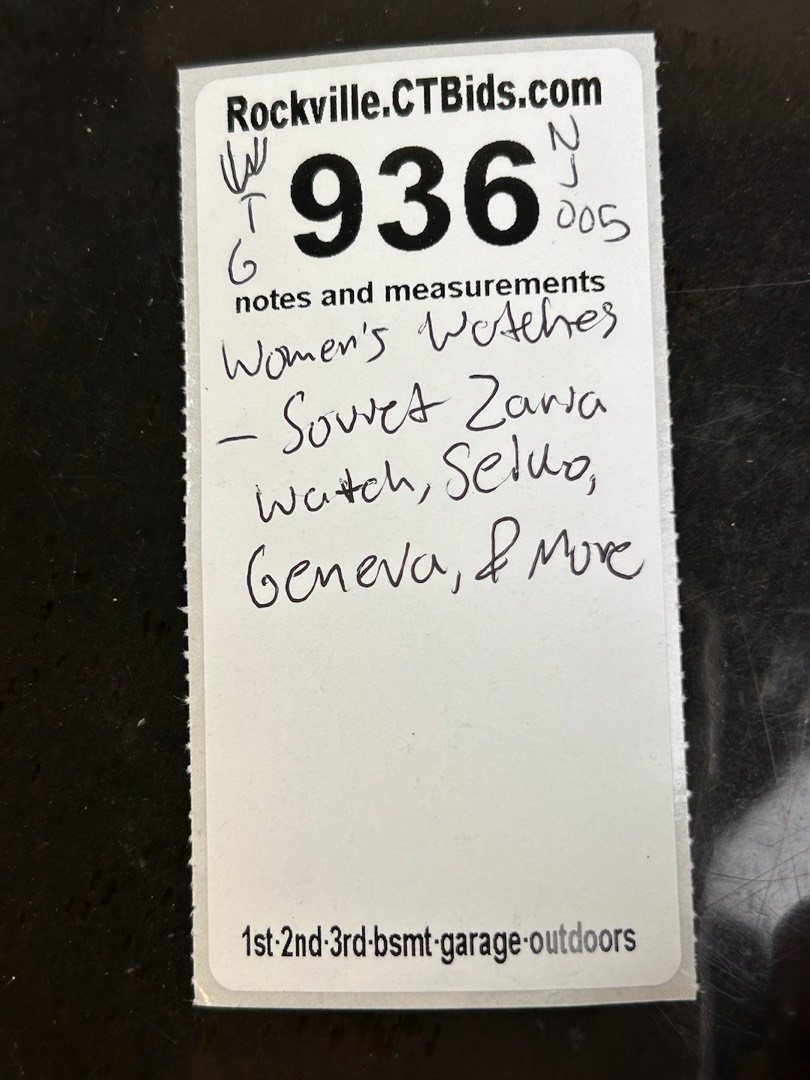 Rockville.CTBids.com
W
T
G
936
N
J
005
notes and measurements
Women's Watches
- Soviet Zaria
Watch, Seiko,
Geneva, & More
1st·2nd·3rd·bsmt·garage·outdoors